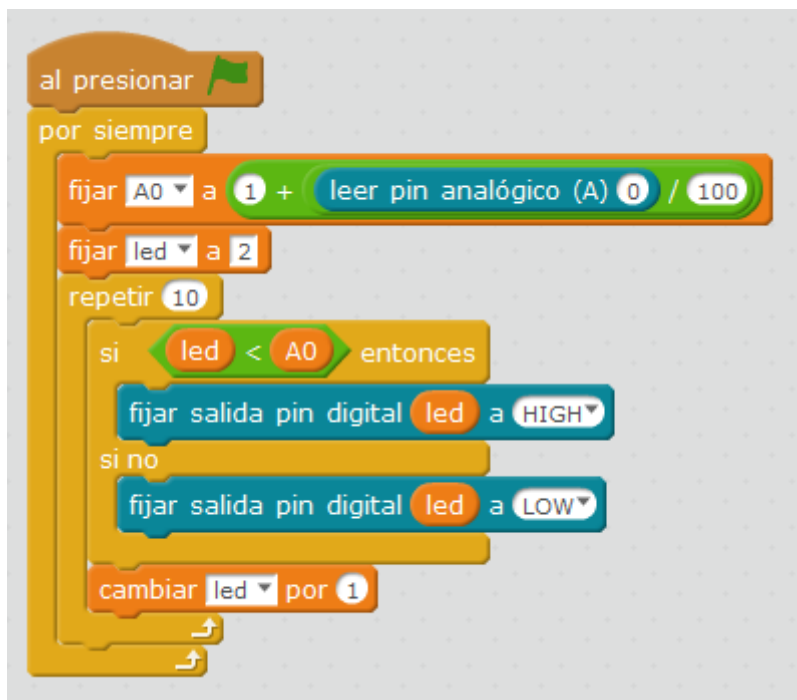 al presionar
por siempre
fijar A0 a 1 + leer pin analógico (A) 0 / 100
fijar led a 2
repetir 10
si led < A0 entonces
fijar salida pin digital led a HIGH
si no
fijar salida pin digital led a LOW
cambiar led por 1